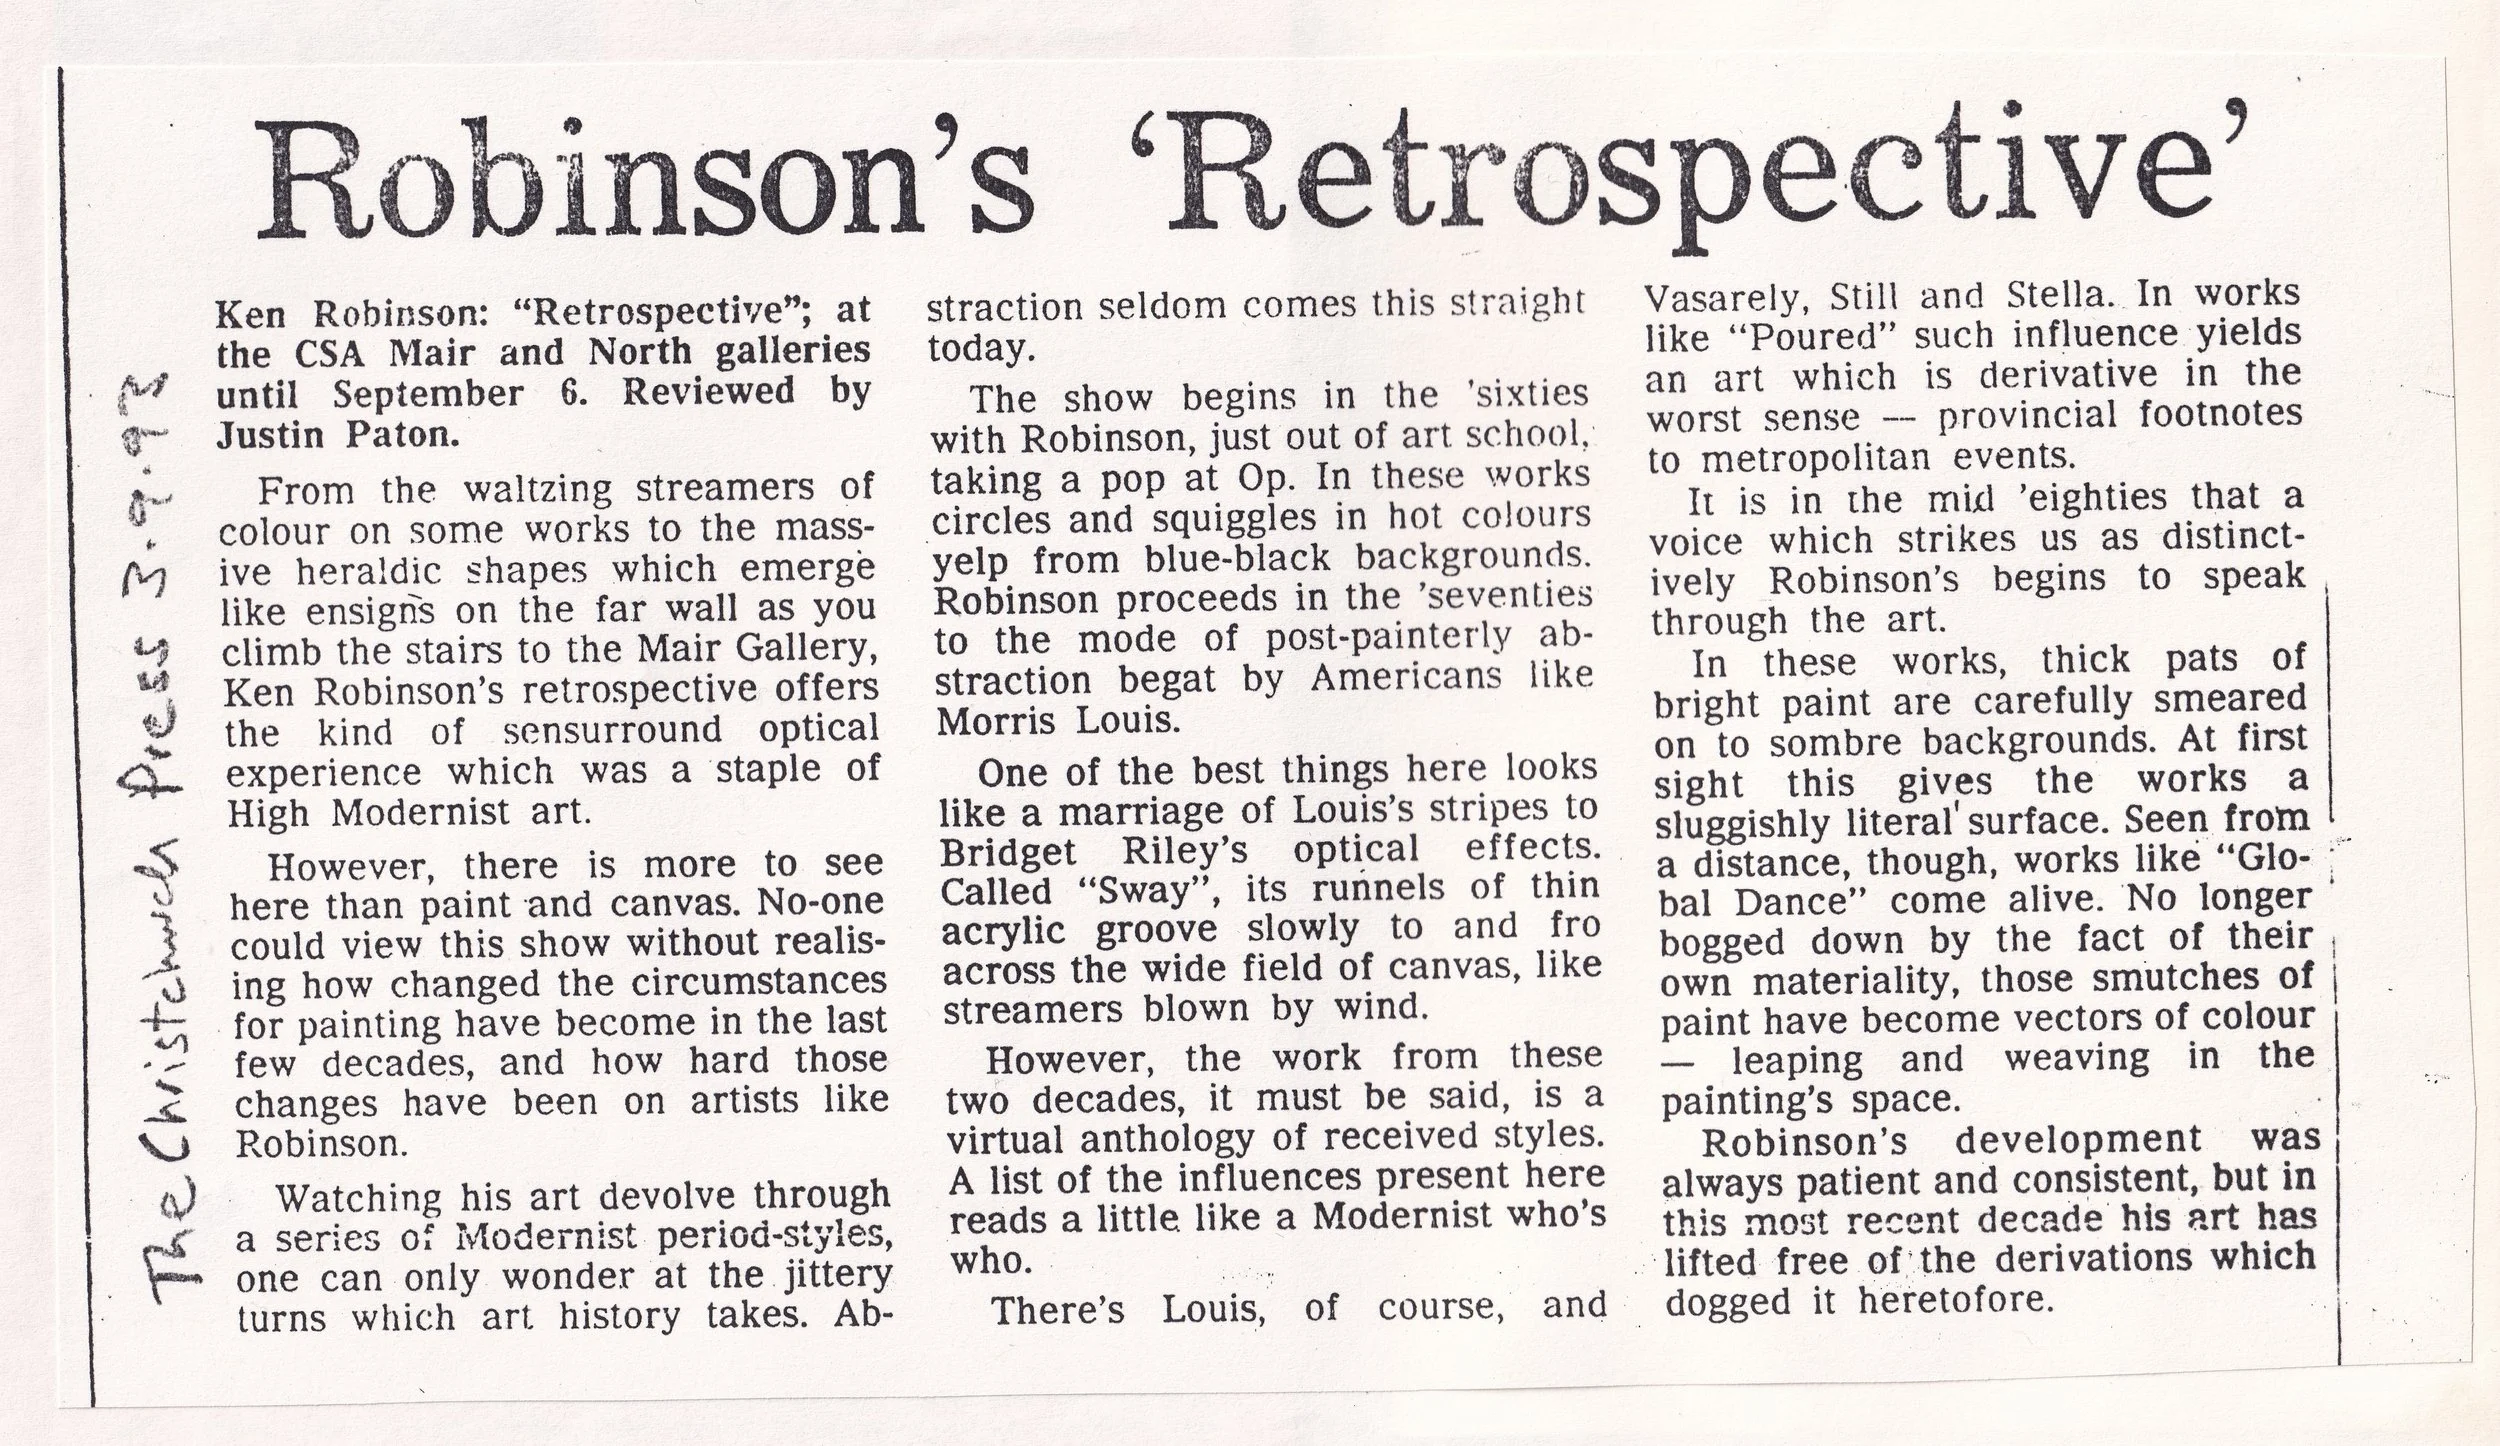 Robinson's ‘Retrospective’
The Christchurch Press 3.9.93
Ken Robinson: “Retrospective”; at
the CSA Mair and North galleries
until September 6. Reviewed by
Justin Paton.
From the waltzing streamers of
colour on some works to the mass-
ive heraldic shapes which emerge
like ensigns on the far wall as you
climb the stairs to the Mair Gallery,
Ken Robinson's retrospective offers
the kind of sensurround optical
experience which was a staple of
High Modernist art.
However, there is more to see
here than paint and canvas. No-one
could view this show without realis-
ing how changed the circumstances
for painting have become in the last
few decades, and how hard those
changes have been on artists like
Robinson.
Watching his art devolve through
a series of Modernist period-styles,
one can only wonder at the jittery
turns which art history takes. Ab-
straction seldom comes this straight
today.
The show begins in the 'sixties
with Robinson, just out of art school,
taking a pop at Op. In these works
circles and squiggles in hot colours
yelp from blue-black backgrounds.
Robinson proceeds in the 'seventies
to the mode of post-painterly ab-
straction begat by Americans like
Morris Louis.
One of the best things here looks
like a marriage of Louis's stripes to
Bridget Riley's optical effects.
Called “Sway”, its runnels of thin
acrylic groove slowly to and fro
across the wide field of canvas, like
streamers blown by wind.
However, the work from these
two decades, it must be said, is a
virtual anthology of received styles.
A list of the influences present here
reads a little like a Modernist who's
who.
There's Louis, of course, and
Vasarely, Still and Stella. In works
like “Poured” such influence yields
an art which is derivative in the
worst sense — provincial footnotes
to metropolitan events.
It is in the mid 'eighties that a
voice which strikes us as distinct-
ively Robinson's begins to speak
through the art.
In these works, thick pats of
bright paint are carefully smeared
on to sombre backgrounds. At first
sight this gives the works a
sluggishly literal surface. Seen from
a distance, though, works like “Glo-
bal Dance” come alive. No longer
bogged down by the fact of their
own materiality, those smutches of
paint have become vectors of colour
— leaping and weaving in the
painting's space.
Robinson's development was
always patient and consistent, but in
this most recent decade his art has
lifted free of the derivations which
dogged it heretofore.